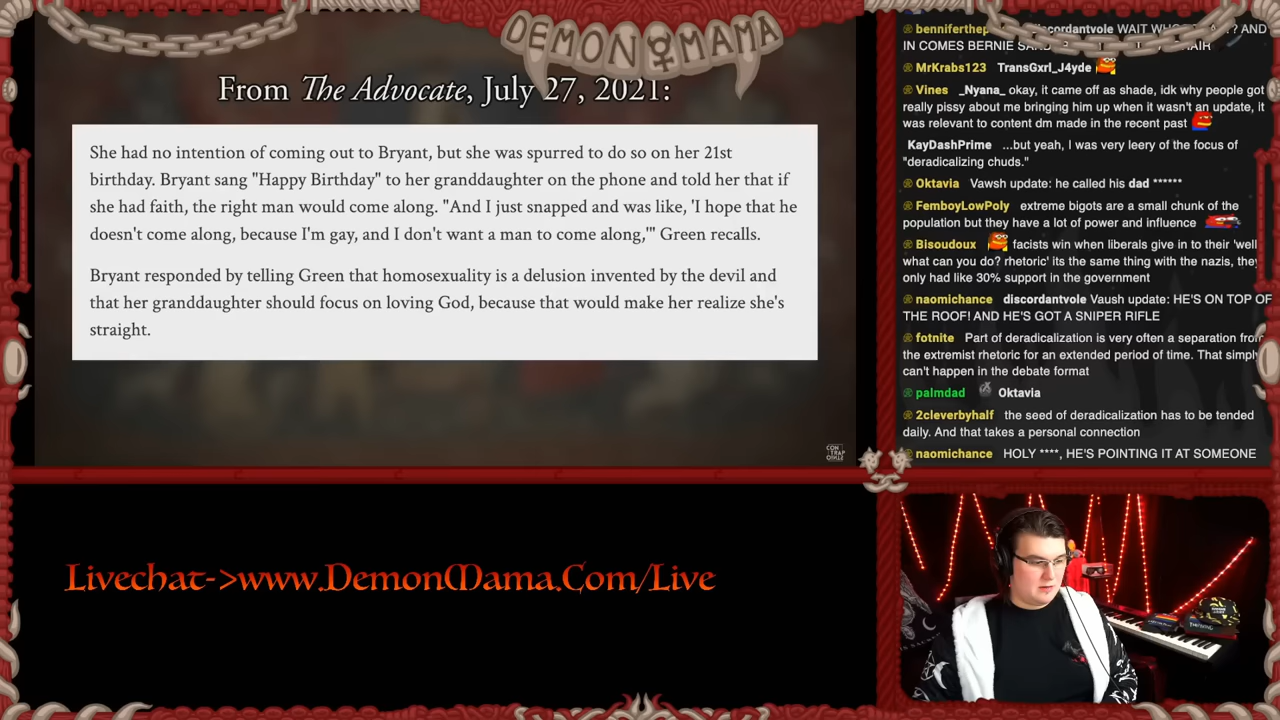 DEMON MAMA
From The Advocate, July 27, 2021:
She had no intention of coming out to Bryant, but she was spurred to do so on her 21st
birthday. Bryant sang "Happy Birthday" to her granddaughter on the phone and told her that if
she had faith, the right man would come along. "And I just snapped and was like, 'I hope that he
doesn't come along, because I'm gay, and I don't want a man to come along,'" Green recalls.
Bryant responded by telling Green that homosexuality is a delusion invented by the devil and
that her granddaughter should focus on loving God, because that would make her realize she's
straight.
CON
TRAP
Livechat->www.DemonMama.Com/Live
WAIT
AND
IN COMES BERNIE
MrKrabs123 TransGxrl_J4yde
Vines _Nyana_ okay, it came off as shade, idk why people got
really pissy about me bringing him up when it wasn't an update, it
was relevant to content dm made in the recent past
KayDashPrime ...but yeah, I was very leery of the focus of
"deradicalizing chuds."
Oktavia Vawsh update: he called his dad ******
FemboyLowPoly extreme bigots are a small chunk of the
population but they have a lot of power and influence
Bisoudoux facists win when liberals give in to their 'well
what can you do? rhetoric' its the same thing with the nazis, they
only had like 30% support in the government
naomichance discordantvole Vaush update: HE'S ON TOP OF
THE ROOF! AND HE'S GOT A SNIPER RIFLE
fotnite Part of deradicalization is very often a separation from
the extremist rhetoric for an extended period of time. That simply
can't happen in the debate format
palmdad Oktavia
2cleverbyhalf the seed of deradicalization has to be tended
daily. And that takes a personal connection
naomichance HOLY ****, HE'S POINTING IT AT SOMEONE